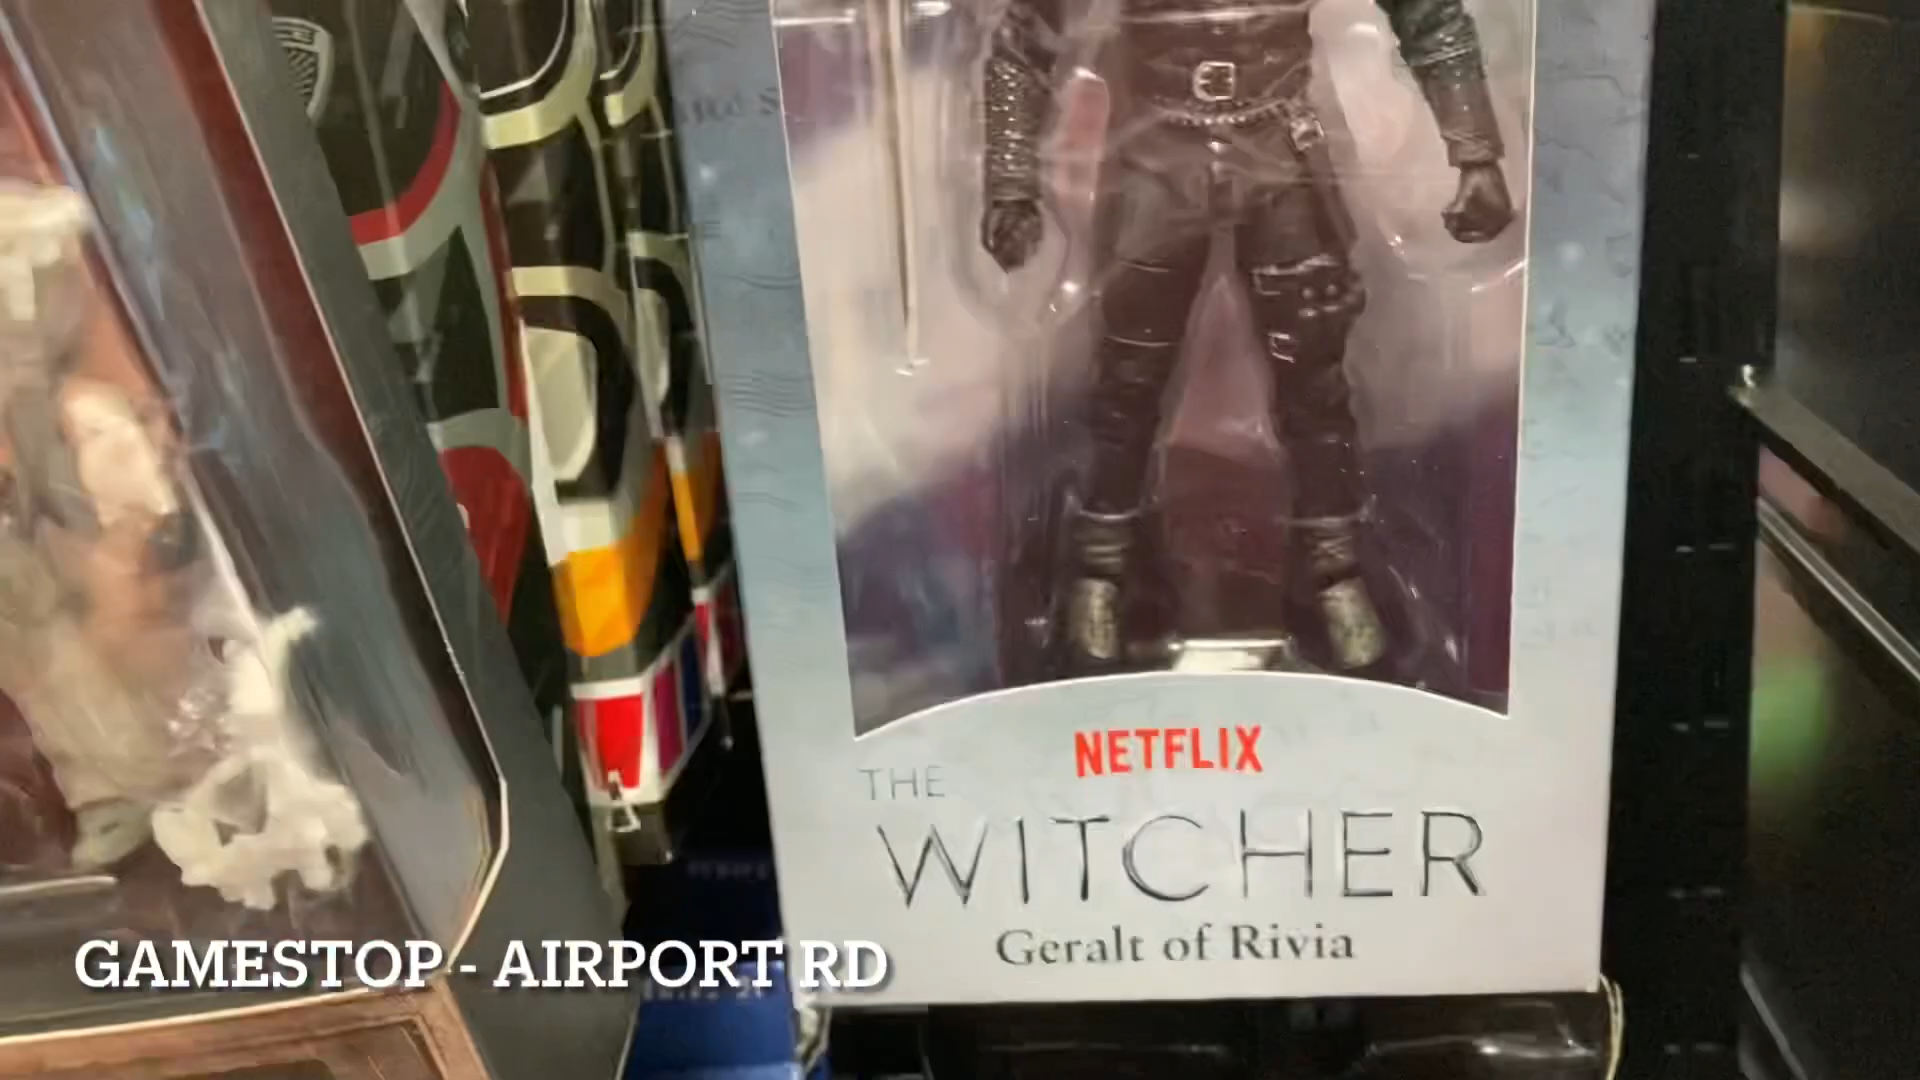 NETFLIX
THE
WITCHER
Geralt of Rivia
GAMESTOP - AIRPORT RD